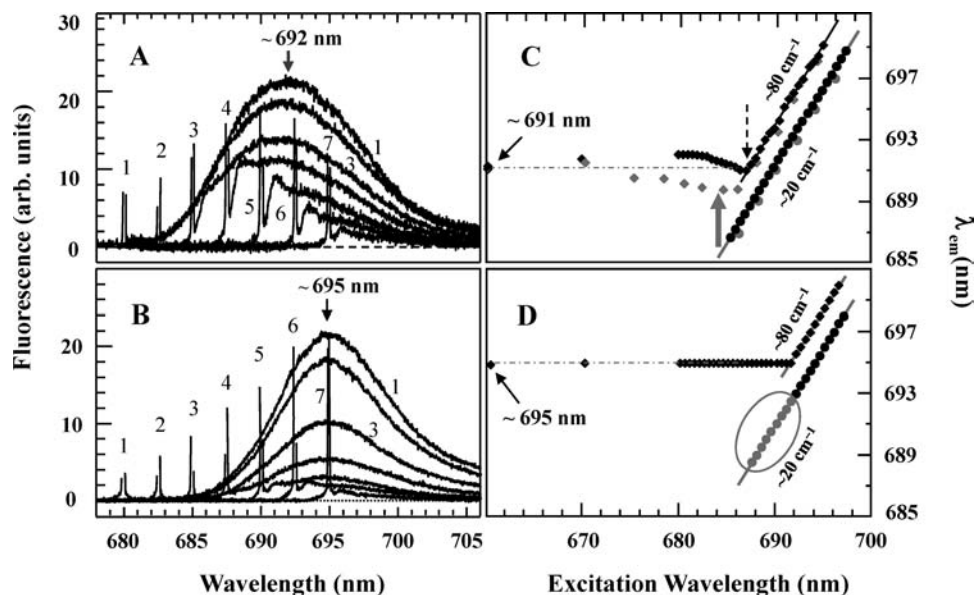 30
20
10
0
Fluorescence (arb. units)
A
~ 692 nm
1
2
3
4
5
6
7
3
1
B
~ 695 nm
20
10
0
1
2
3
4
5
6
7
3
1
680 685 690 695 700 705
Wavelength (nm)
C
~ 691 nm
~80 cm⁻¹
~20 cm⁻¹
697
693
689
685
λem (nm)
D
~ 695 nm
~80 cm⁻¹
~20 cm⁻¹
697
693
689
685
670 680 690 700
Excitation Wavelength (nm)